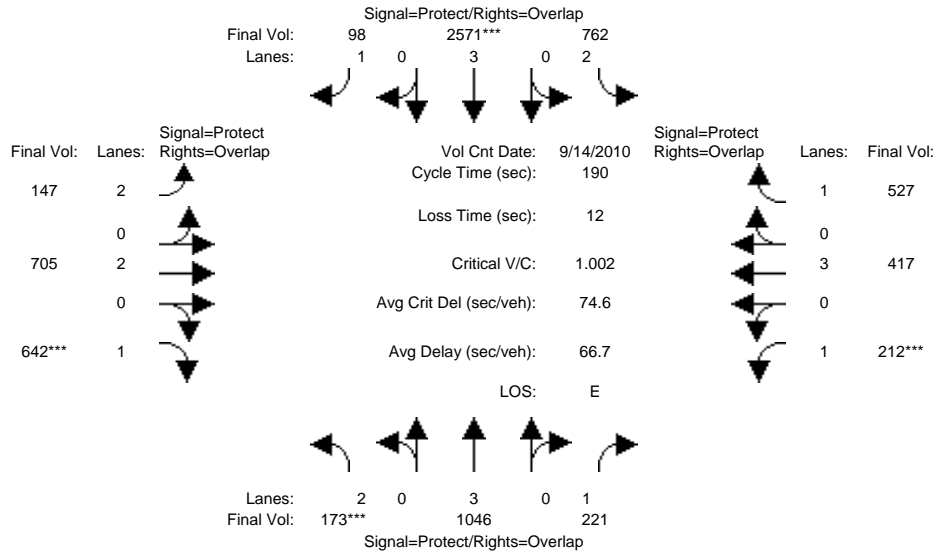 Signal=Protect/Rights=Overlap
Final Vol: 98 2571*** 762
Lanes: 1 0 3 0 2
Signal=Protect
Final Vol: Lanes: Rights=Overlap
Vol Cnt Date: 9/14/2010
Cycle Time (sec): 190
Signal=Protect
Rights=Overlap Lanes: Final Vol:
147 2
1 527
Loss Time (sec): 12
0
0
705 2
Critical V/C: 1.002
3 417
0
Avg Crit Del (sec/veh): 74.6
0
642*** 1
Avg Delay (sec/veh): 66.7
1 212***
LOS: E
Lanes: 2 0 3 0 1
Final Vol: 173*** 1046 221
Signal=Protect/Rights=Overlap